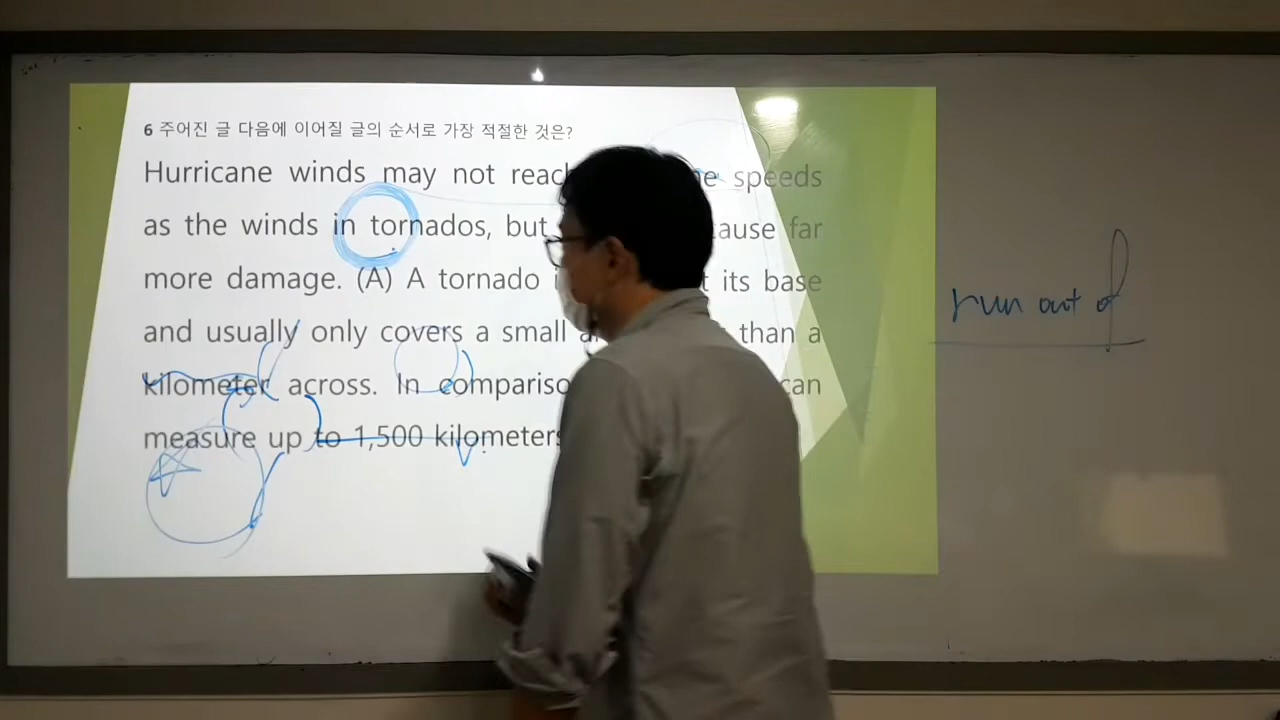 6 주어진 글 다음에 이어질 글의 순서로 가장 적절한 것은?
Hurricane winds may not reach speeds
as the winds in tornados, but far
more damage. (A) A tornado its base
and usually only covers a small than a
kilometer across. In can
measure up to 1,500 kilometers
run out of